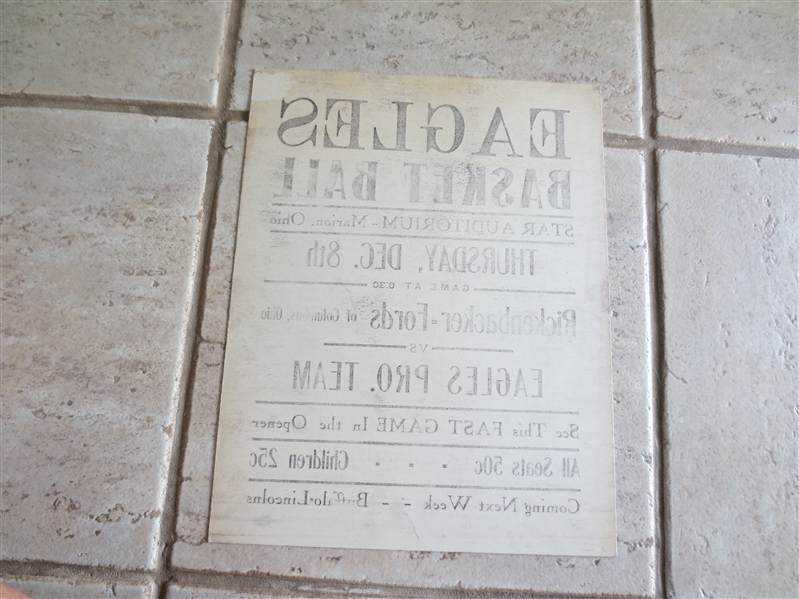 EAGLES
BASKET BALL
STAR AUDITORIUM - Marion, Ohio
THURSDAY, DEC. 8th
GAME AT 6:30
Rickenbacker-Fords of Columbus, Ohio
VS
EAGLES PRO. TEAM
See This FAST GAME In the Opener
All Seats 50c - - - Children 25c
Coming Next Week - - Buffalo-Lincolns